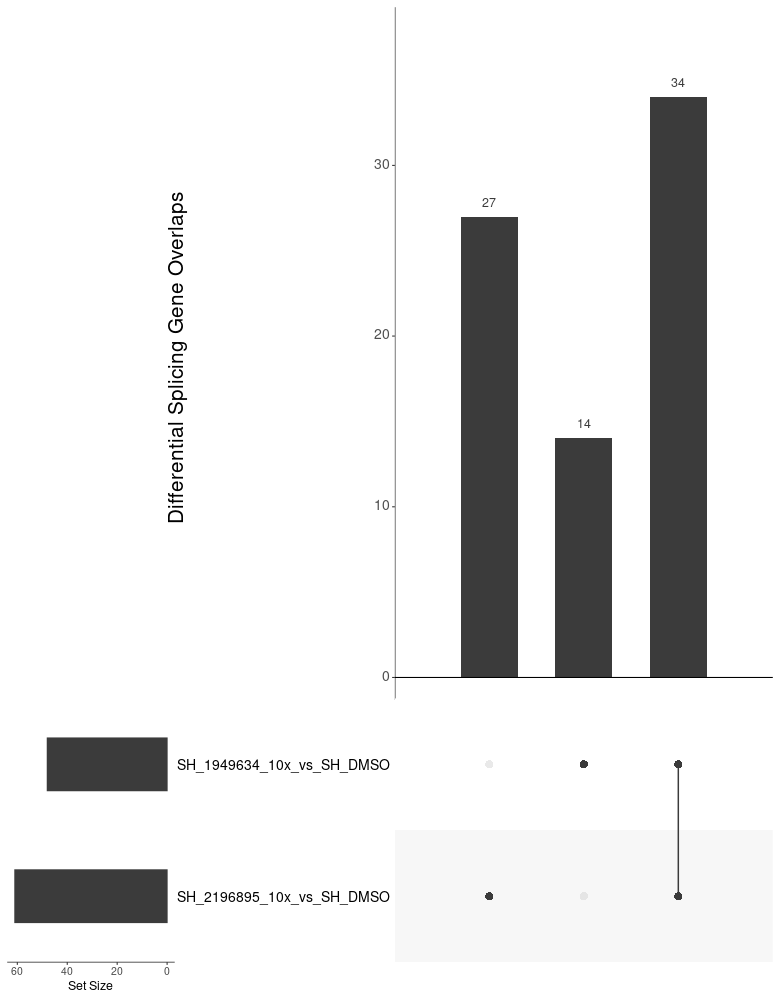 Differential Splicing Gene Overlaps
34
27
14
30
20
10
0
SH_1949634_10x_vs_SH_DMSO
SH_2196895_10x_vs_SH_DMSO
60 40 20 0
Set Size